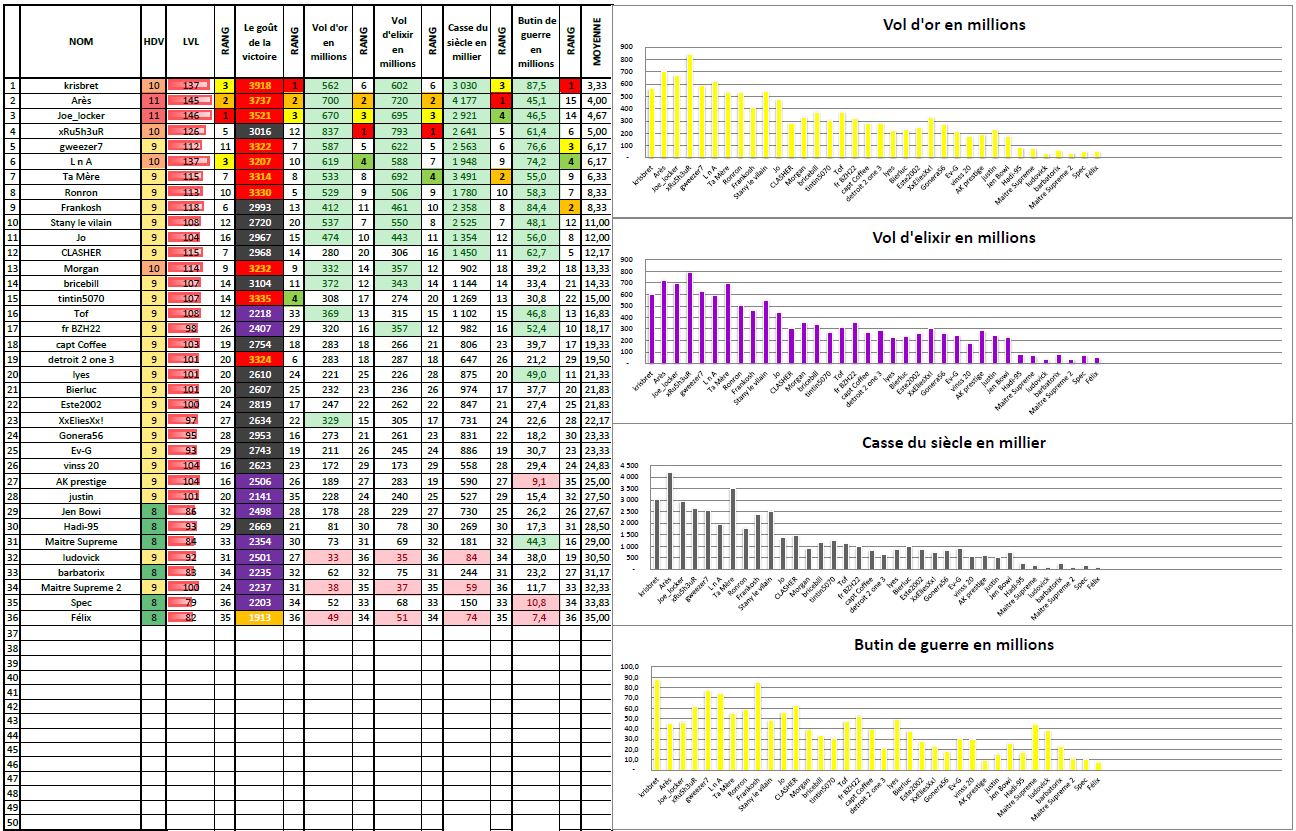 NOM HDV LVL RANG Le goût de la victoire RANG Vol d'or en millions RANG Vol d'elixir en millions RANG Casse du siècle en millier RANG Butin de guerre en millions RANG MOYENNE
1 krisbret 10 137 3 3918 1 562 6 602 6 3 030 3 87,5 1 3,33
2 Arès 11 145 2 3737 2 700 2 720 2 4 177 1 45,1 15 4,00
3 Joe_locker 11 146 1 3521 3 670 3 695 3 2 921 4 46,5 14 4,67
4 xRu5h3uR 10 126 5 3016 12 837 1 793 1 2 641 5 61,4 6 5,00
5 gweezer7 9 112 11 3322 7 587 5 622 5 2 563 6 76,6 3 6,17
6 L n A 10 137 3 3207 10 619 4 588 7 1 948 9 74,2 4 6,17
7 Ta Mère 9 115 7 3314 8 533 8 692 4 3 491 2 55,0 9 6,33
8 Ronron 9 113 10 3330 5 529 9 506 9 1 780 10 58,3 7 8,33
9 Frankosh 9 118 6 2993 13 412 11 461 10 2 358 8 84,4 2 8,33
10 Stany le vilain 9 108 12 2720 20 537 7 550 8 2 525 7 48,1 12 11,00
11 Jo 9 104 16 2967 15 474 10 443 11 1 354 12 56,0 8 12,00
12 CLASHER 9 115 7 2968 14 280 20 306 16 1 450 11 62,7 5 12,17
13 Morgan 10 114 9 3232 9 332 14 357 12 902 18 39,2 18 13,33
14 bricebill 9 107 14 3104 11 372 12 343 14 1 144 14 33,4 21 14,33
15 tintin5070 9 107 14 3335 4 308 17 274 20 1 269 13 30,8 22 15,00
16 Tof 9 108 12 2218 33 369 13 315 15 1 102 15 46,8 13 16,83
17 fr BZH22 9 98 26 2407 29 320 16 357 12 982 16 52,4 10 18,17
18 capt Coffee 9 103 19 2754 18 283 18 266 21 806 23 39,7 17 19,33
19 detroit 2 one 3 9 101 20 3324 6 283 18 287 18 647 26 21,2 29 19,50
20 lyes 9 101 20 2610 24 221 25 226 28 875 20 49,0 11 21,33
21 Bierluc 9 101 20 2607 25 232 23 236 26 974 17 37,7 20 21,83
22 Este2002 9 100 24 2819 17 247 22 262 22 847 21 27,4 25 21,83
23 XxEliesXx! 9 97 27 2634 22 329 15 305 17 731 24 22,6 28 22,17
24 Gonera56 9 95 28 2953 16 273 21 261 23 831 22 18,2 30 23,33
25 Ev-G 9 93 29 2743 19 211 26 245 24 886 19 30,7 23 23,33
26 vinss 20 9 104 16 2623 23 172 29 173 29 558 28 29,4 24 24,83
27 AK prestige 9 104 16 2506 26 189 27 283 19 590 27 9,1 35 25,00
28 justin 9 101 20 2141 35 228 24 240 25 527 29 15,4 32 27,50
29 Jen Bowi 8 86 32 2498 28 178 28 229 27 730 25 26,2 26 27,67
30 Hadi-95 8 93 29 2669 21 81 30 78 30 269 30 17,3 31 28,50
31 Maitre Supreme 8 84 33 2354 30 73 31 69 32 181 32 44,3 16 29,00
32 ludovick 9 92 31 2501 27 33 36 35 36 84 34 38,0 19 30,50
33 barbatorix 8 83 34 2235 32 62 32 75 31 244 31 23,2 27 31,17
34 Maitre Supreme 2 9 100 24 2237 31 38 35 37 35 59 36 11,7 33 32,33
35 Spec 8 79 36 2203 34 52 33 68 33 150 33 10,8 34 33,83
36 Félix 8 82 35 1913 36 49 34 51 34 74 35 7,4 36 35,00
37
38
39
40
41
42
43
44
45
46
47
48
49
50
Vol d'or en millions
900
800
700
600
500
400
300
200
100
-
krisbret Arès Joe_locker xRu5h3uR gweezer7 L n A Ta Mère Ronron Frankosh Stany le vilain Jo CLASHER Morgan bricebill tintin5070 Tof fr BZH22 capt Coffee detroit 2 one 3 lyes Bierluc Este2002 XxEliesXx! Gonera56 Ev-G vinss 20 AK prestige justin Jen Bowi Hadi-95 Maitre Supreme ludovick barbatorix Maitre Supreme 2 Spec Félix
Vol d'elixir en millions
900
800
700
600
500
400
300
200
100
-
krisbret Arès Joe_locker xRu5h3uR gweezer7 L n A Ta Mère Ronron Frankosh Stany le vilain Jo CLASHER Morgan bricebill tintin5070 Tof fr BZH22 capt Coffee detroit 2 one 3 lyes Bierluc Este2002 XxEliesXx! Gonera56 Ev-G vinss 20 AK prestige justin Jen Bowi Hadi-95 Maitre Supreme ludovick barbatorix Maitre Supreme 2 Spec Félix
Casse du siècle en millier
4 500
4 000
3 500
3 000
2 500
2 000
1 500
1 000
500
-
krisbret Arès Joe_locker xRu5h3uR gweezer7 L n A Ta Mère Ronron Frankosh Stany le vilain Jo CLASHER Morgan bricebill tintin5070 Tof fr BZH22 capt Coffee detroit 2 one 3 lyes Bierluc Este2002 XxEliesXx! Gonera56 Ev-G vinss 20 AK prestige justin Jen Bowi Hadi-95 Maitre Supreme ludovick barbatorix Maitre Supreme 2 Spec Félix
Butin de guerre en millions
100,0
90,0
80,0
70,0
60,0
50,0
40,0
30,0
20,0
10,0
-
krisbret Arès Joe_locker xRu5h3uR gweezer7 L n A Ta Mère Ronron Frankosh Stany le vilain Jo CLASHER Morgan bricebill tintin5070 Tof fr BZH22 capt Coffee detroit 2 one 3 lyes Bierluc Este2002 XxEliesXx! Gonera56 Ev-G vinss 20 AK prestige justin Jen Bowi Hadi-95 Maitre Supreme ludovick barbatorix Maitre Supreme 2 Spec Félix